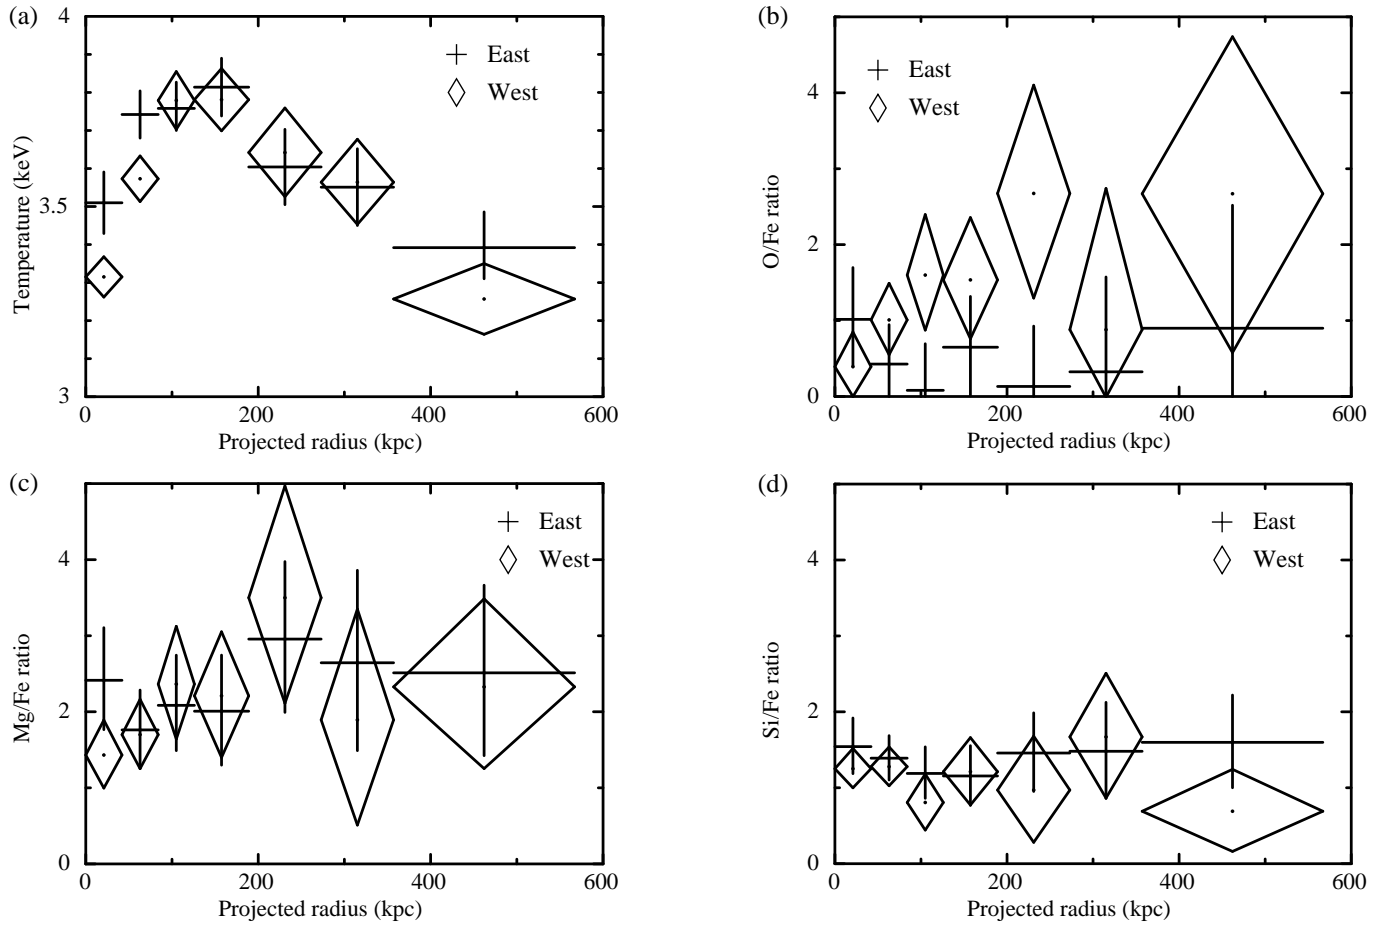 (a)
4
3.5
3
Temperature (keV)
East
West
0
200
400
600
Projected radius (kpc)
(b)
4
2
0
O/Fe ratio
East
West
0
200
400
600
Projected radius (kpc)
(c)
4
2
0
Mg/Fe ratio
East
West
0
200
400
600
Projected radius (kpc)
(d)
4
2
0
Si/Fe ratio
East
West
0
200
400
600
Projected radius (kpc)